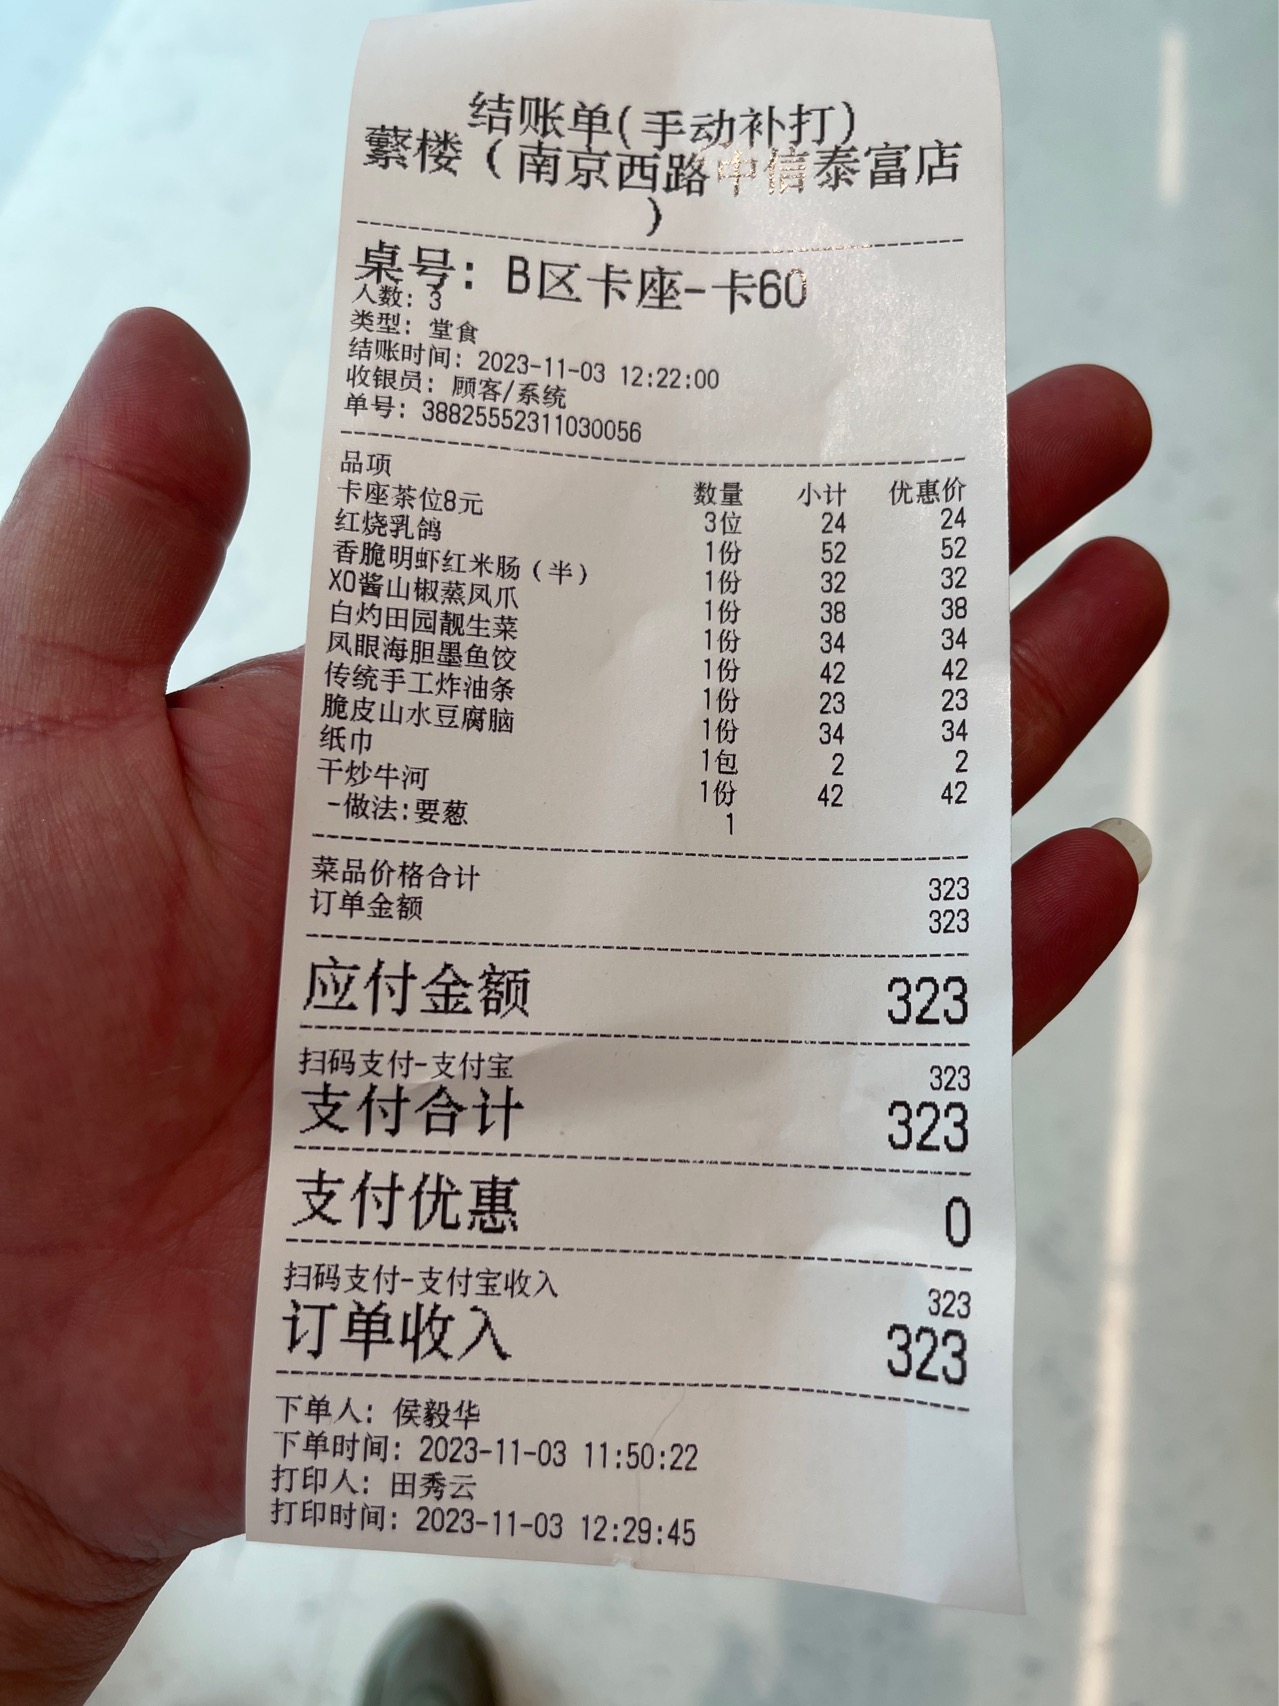 结账单(手动补打)
蘩楼（南京西路中信泰富店
）
桌号: B区卡座-卡60
人数: 3
类型: 堂食
结账时间: 2023-11-03 12:22:00
收银员: 顾客/系统
单号: 38825552311030056
品项 数量 小计 优惠价
卡座茶位8元 3位 24 24
红烧乳鸽 1份 52 52
香脆明虾红米肠（半） 1份 32 32
XO酱山椒蒸凤爪 1份 38 38
白灼田园靓生菜 1份 34 34
凤眼海胆墨鱼饺 1份 42 42
传统手工炸油条 1份 23 23
脆皮山水豆腐脑 1份 34 34
纸巾 1包 2 2
干炒牛河 1份 42 42
-做法:要葱 1
菜品价格合计 323
订单金额 323
应付金额 323
扫码支付-支付宝 323
支付合计 323
支付优惠 0
扫码支付-支付宝收入 323
订单收入 323
下单人: 侯毅华
下单时间: 2023-11-03 11:50:22
打印人: 田秀云
打印时间: 2023-11-03 12:29:45